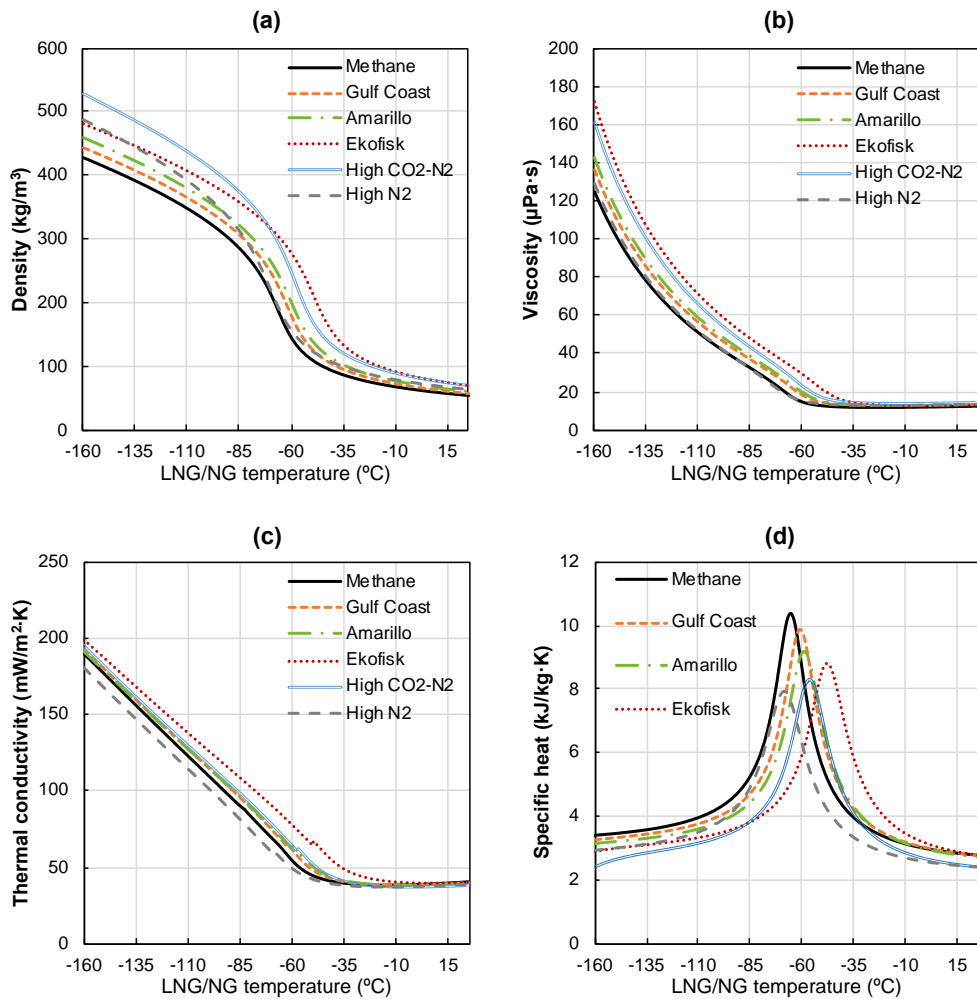 (a)
600
500
400
300
200
100
0
Density (kg/m³)
Methane
Gulf Coast
Amarillo
Ekofisk
High CO2-N2
High N2
-160 -135 -110 -85 -60 -35 -10 15
LNG/NG temperature (ºC)
(b)
200
180
160
140
120
100
80
60
40
20
0
Viscosity (µPa·s)
Methane
Gulf Coast
Amarillo
Ekofisk
High CO2-N2
High N2
-160 -135 -110 -85 -60 -35 -10 15
LNG/NG temperature (ºC)
(c)
250
200
150
100
50
0
Thermal conductivity (mW/m²·K)
Methane
Gulf Coast
Amarillo
Ekofisk
High CO2-N2
High N2
-160 -135 -110 -85 -60 -35 -10 15
LNG/NG temperature (ºC)
(d)
12
10
8
6
4
2
0
Specific heat (kJ/kg·K)
Methane
Gulf Coast
Amarillo
Ekofisk
-160 -135 -110 -85 -60 -35 -10 15
LNG/NG temperature (ºC)